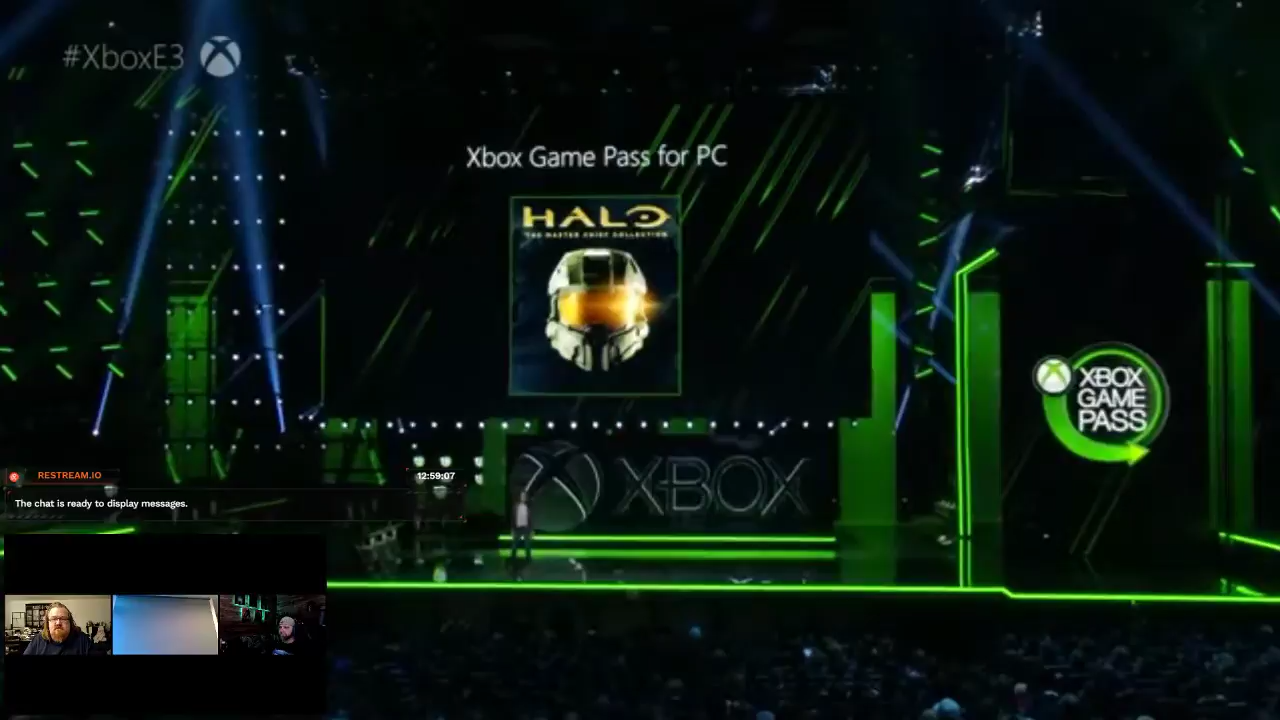 #XboxE3
Xbox Game Pass for PC
HALO
THE MASTER CHIEF COLLECTION
XBOX
GAME
PASS
XBOX
RESTREAM.IO
12:59:07
The chat is ready to display messages.